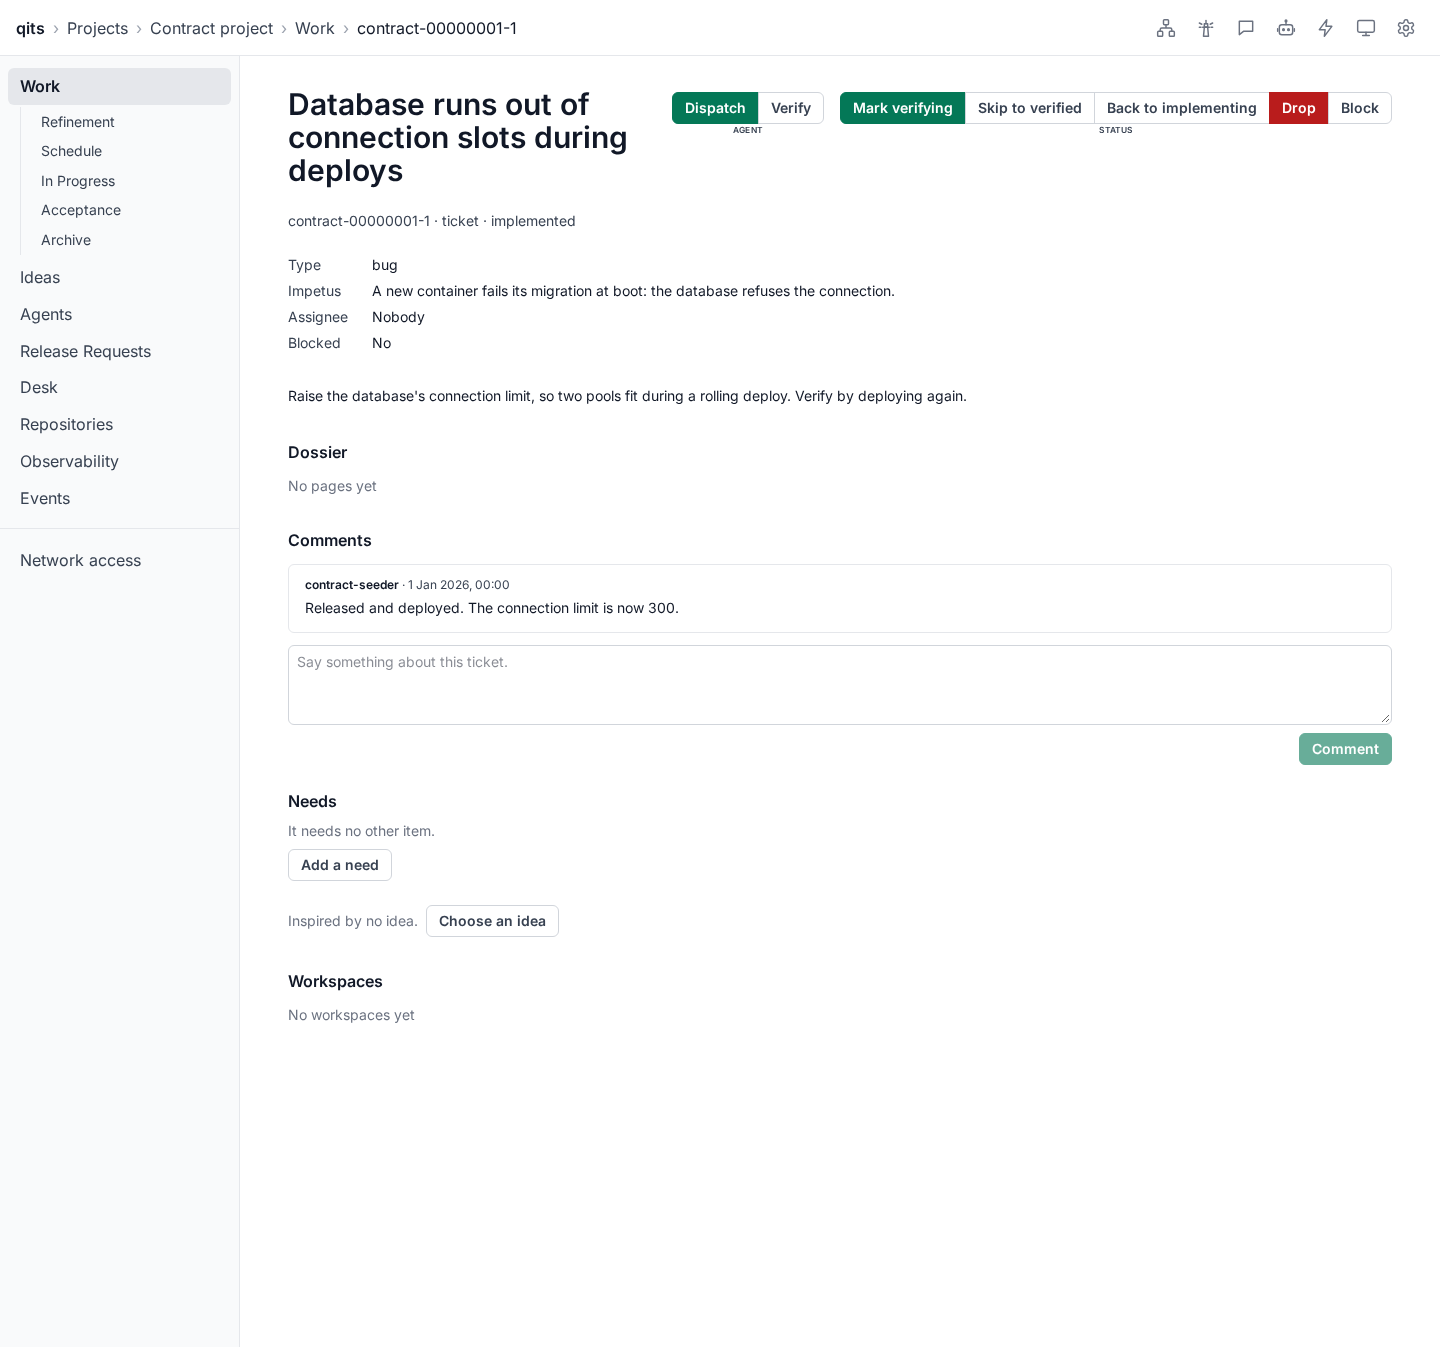 qits › Projects › Contract project › Work › contract-00000001-1
Work
Refinement
Schedule
In Progress
Acceptance
Archive
Ideas
Agents
Release Requests
Desk
Repositories
Observability
Events
Network access
Database runs out of
connection slots during
deploys
Dispatch Verify
AGENT
Mark verifying Skip to verified Back to implementing Drop Block
STATUS
contract-00000001-1 · ticket · implemented
Type bug
Impetus A new container fails its migration at boot: the database refuses the connection.
Assignee Nobody
Blocked No
Raise the database's connection limit, so two pools fit during a rolling deploy. Verify by deploying again.
Dossier
No pages yet
Comments
contract-seeder · 1 Jan 2026, 00:00
Released and deployed. The connection limit is now 300.
Say something about this ticket.
Comment
Needs
It needs no other item.
Add a need
Inspired by no idea. Choose an idea
Workspaces
No workspaces yet